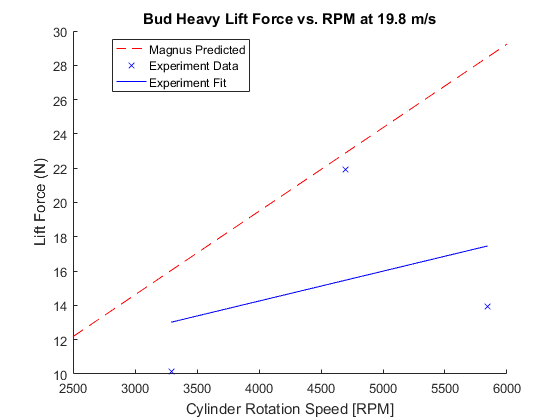 Bud Heavy Lift Force vs. RPM at 19.8 m/s
30
28
26
24
22
20
18
16
14
12
10
Lift Force (N)
Magnus Predicted
Experiment Data
Experiment Fit
2500 3000 3500 4000 4500 5000 5500 6000
Cylinder Rotation Speed [RPM]